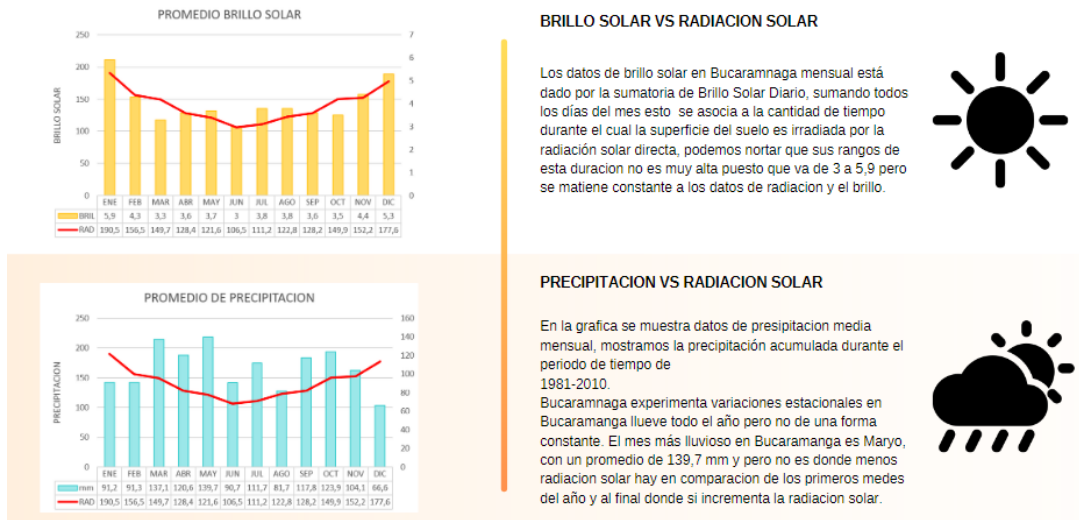 PROMEDIO BRILLO SOLAR
250 7
6
200
5
150 4
3
100
2
50
1
0 0
BRILLO SOLAR
ENE FEB MAR ABR MAY JUN JUL AGO SEP OCT NOV DIC
BRIL 5,9 4,3 3,3 3,6 3,7 3 3,8 3,8 3,6 3,5 4,4 5,3
RAD 190,5 156,5 149,7 128,4 121,6 106,5 111,2 122,8 128,2 149,9 152,2 177,6
BRILLO SOLAR VS RADIACION SOLAR
Los datos de brillo solar en Bucaramnaga mensual está
dado por la sumatoria de Brillo Solar Diario, sumando todos
los días del mes esto se asocia a la cantidad de tiempo
durante el cual la superficie del suelo es irradiada por la
radiación solar directa, podemos nortar que sus rangos de
esta duracion no es muy alta puesto que va de 3 a 5,9 pero
se matiene constante a los datos de radiacion y el brillo.
PROMEDIO DE PRECIPITACION
250 160
140
200
120
150 100
80
100
60
40
50
20
0 0
PRECIPITACION
ENE FEB MAR ABR MAY JUN JUL AGO SEP OCT NOV DIC
mm 91,2 91,3 137,1 120,6 139,7 90,7 111,7 81,7 117,8 123,9 104,1 66,6
RAD 190,5 156,5 149,7 128,4 121,6 106,5 111,2 122,8 128,2 149,9 152,2 177,6
PRECIPITACION VS RADIACION SOLAR
En la grafica se muestra datos de presipitacion media
mensual, mostramos la precipitación acumulada durante el
periodo de tiempo de
1981-2010.
Bucaramnaga experimenta variaciones estacionales en
Bucaramanga llueve todo el año pero no de una forma
constante. El mes más lluvioso en Bucaramanga es Maryo,
con un promedio de 139,7 mm y pero no es donde menos
radiacion solar hay en comparacion de los primeros medes
del año y al final donde si incrementa la radiacion solar.